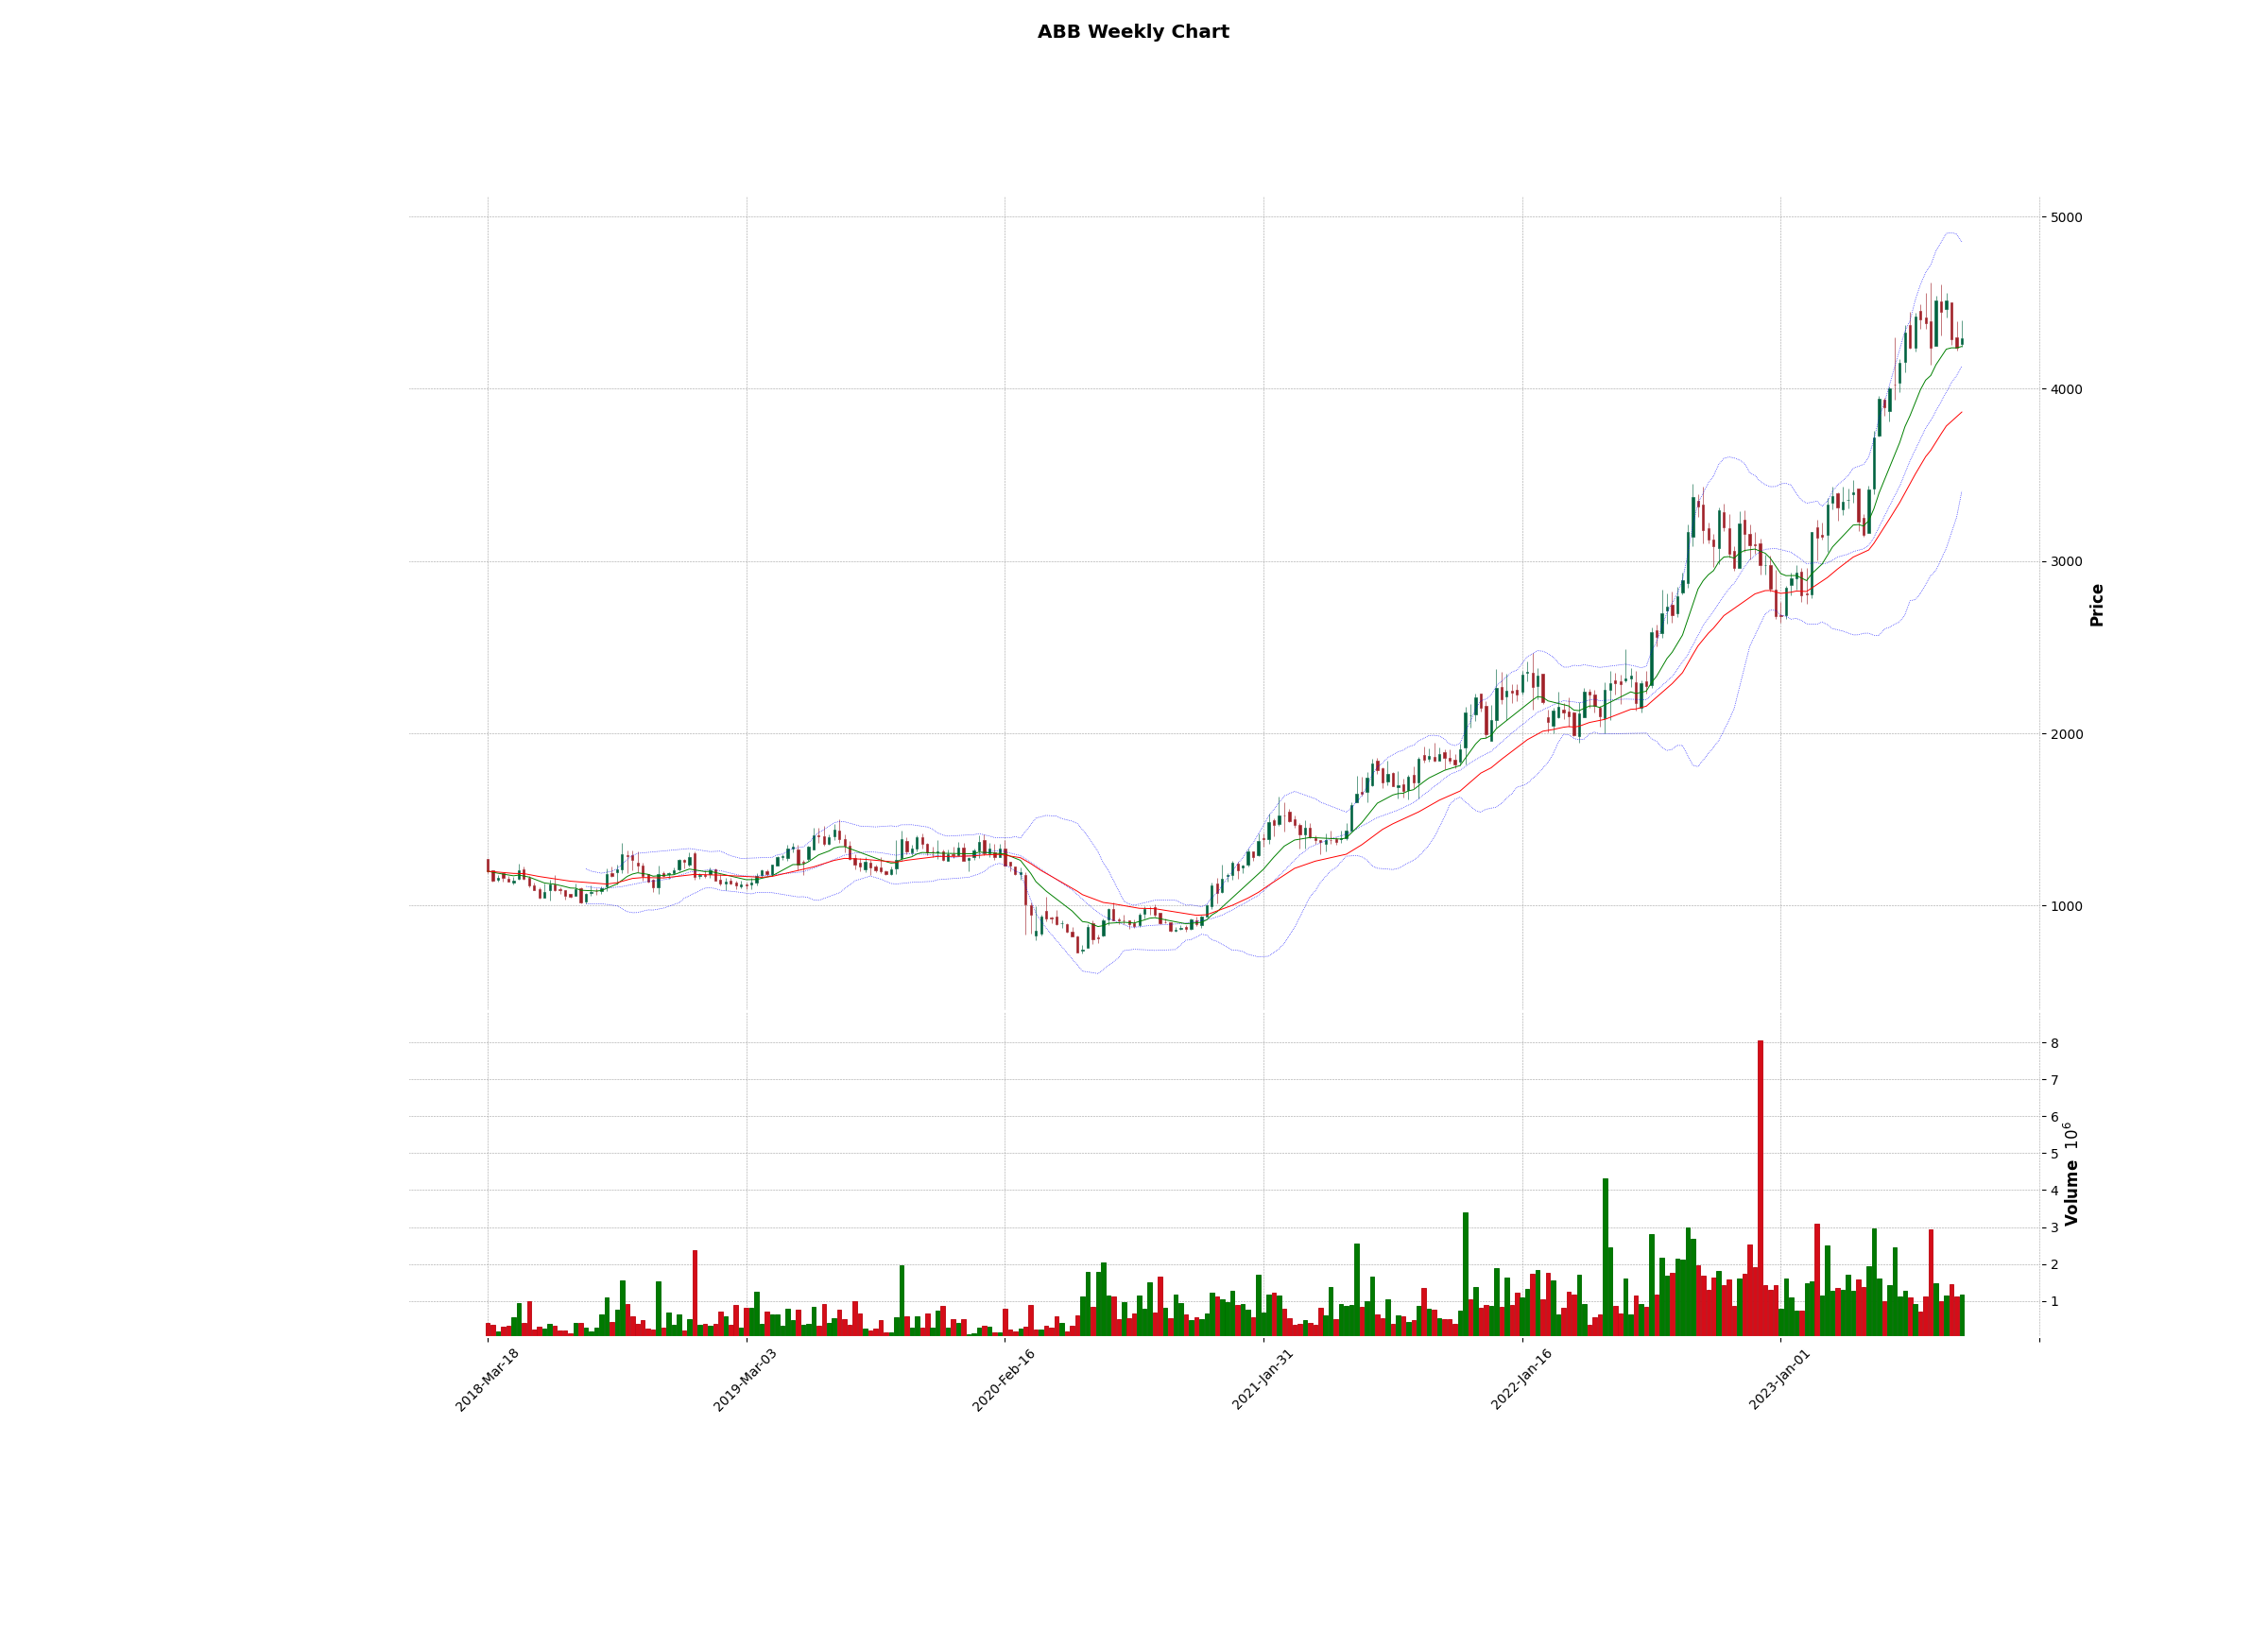 ABB Weekly Chart
5000
4000
3000
2000
1000
Price
8
7
6
5
4
3
2
1
Volume 10^6
2018-Mar-18
2019-Mar-03
2020-Feb-16
2021-Jan-31
2022-Jan-16
2023-Jan-01